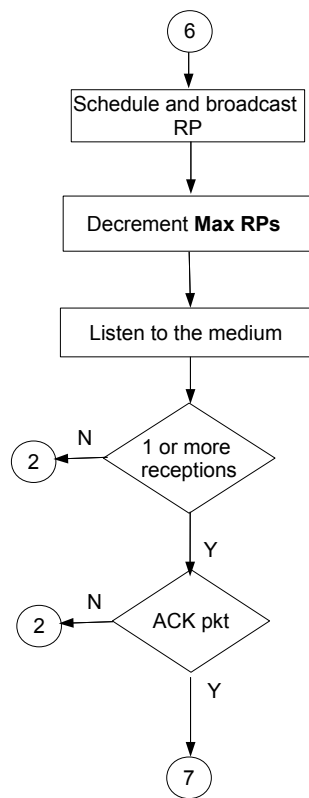 6
Schedule and broadcast
RP
Decrement Max RPs
Listen to the medium
N
1 or more
receptions
2
Y
N
ACK pkt
2
Y
7